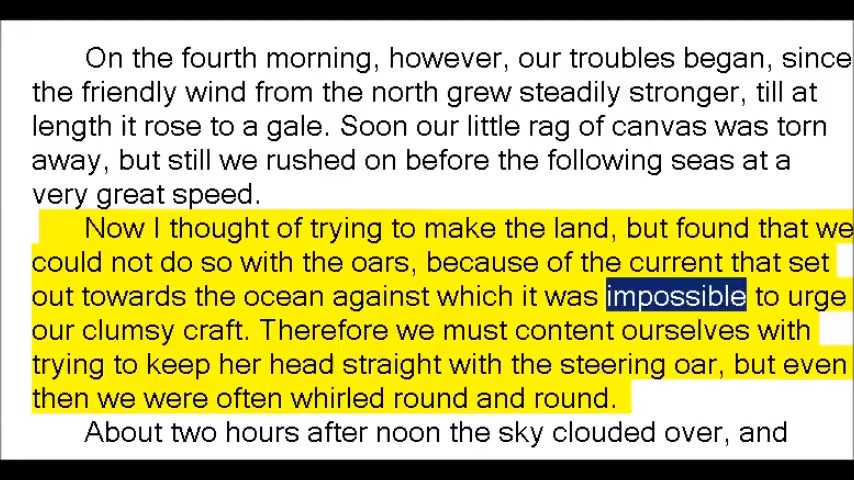 On the fourth morning, however, our troubles began, since
the friendly wind from the north grew steadily stronger, till at
length it rose to a gale. Soon our little rag of canvas was torn
away, but still we rushed on before the following seas at a
very great speed.
Now I thought of trying to make the land, but found that we
could not do so with the oars, because of the current that set
out towards the ocean against which it was impossible to urge
our clumsy craft. Therefore we must content ourselves with
trying to keep her head straight with the steering oar, but even
then we were often whirled round and round.
About two hours after noon the sky clouded over, and